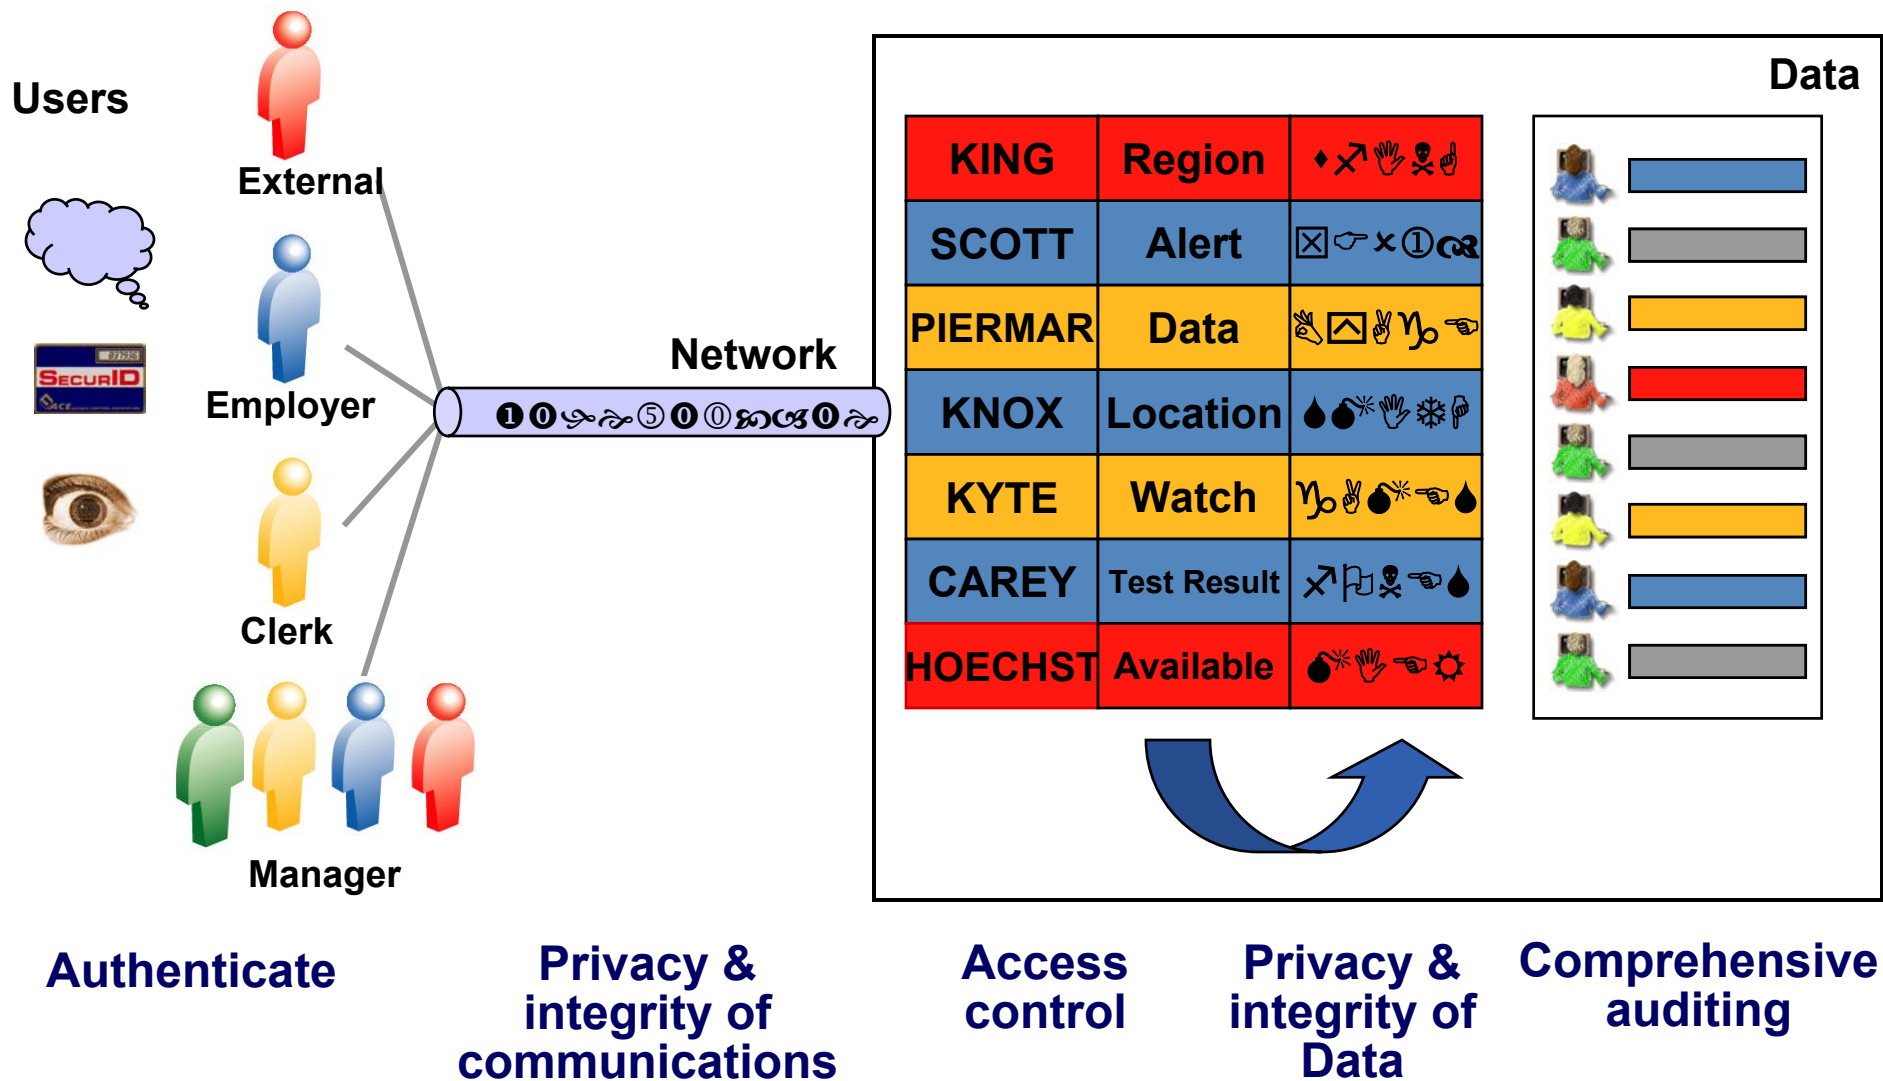 Users
External
Employer
SECURID
Clerk
Manager
Network
Data
KING Region
SCOTT Alert
PIERMAR Data
KNOX Location
KYTE Watch
CAREY Test Result
HOECHST Available
Authenticate
Privacy &
integrity of
communications
Access
control
Privacy &
integrity of
Data
Comprehensive
auditing